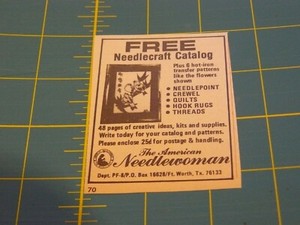 FREE
Needlecraft Catalog
Plus 6 hot-iron
transfer patterns
like the flowers
shown
• NEEDLEPOINT
• CREWEL
• QUILTS
• HOOK RUGS
• THREADS
48 pages of creative ideas, kits and supplies.
Write today for your catalog and patterns.
Please enclose 25¢ for postage & handling.
The American
Needlewoman
Dept. PF-8/P.O. Box 18828/Ft. Worth, Tx. 76133
70